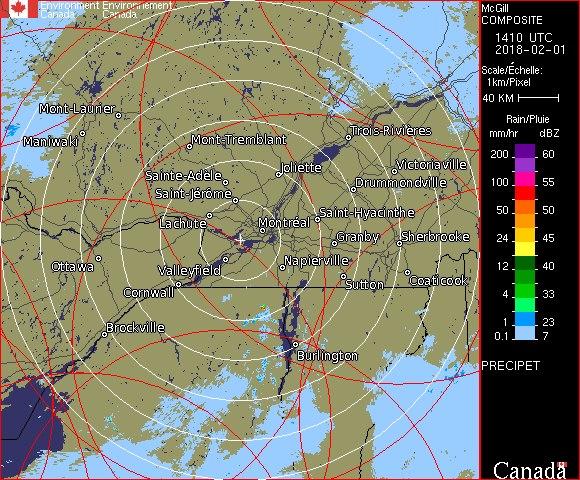 Environment Environnement
Canada Canada
McGill
COMPOSITE
1410 UTC
2018-02-01
Scale/Échelle:
1km/Pixel
40 KM
Rain/Pluie
mm/hr dBZ
200 60
100 55
50 50
24 45
12 40
4 33
1 23
0.1 7
PRECIPET
Canada
Mont-Laurier
Maniwaki
Mont-Tremblant
Trois-Rivières
Joliette
Victoriaville
Sainte-Adèle
Drummondville
Saint-Jérôme
Saint-Hyacinthe
Lachute
Montréal
Granby
Sherbrooke
Ottawa
Valleyfield
Napierville
Cornwall
Sutton
Coaticook
Brockville
Burlington